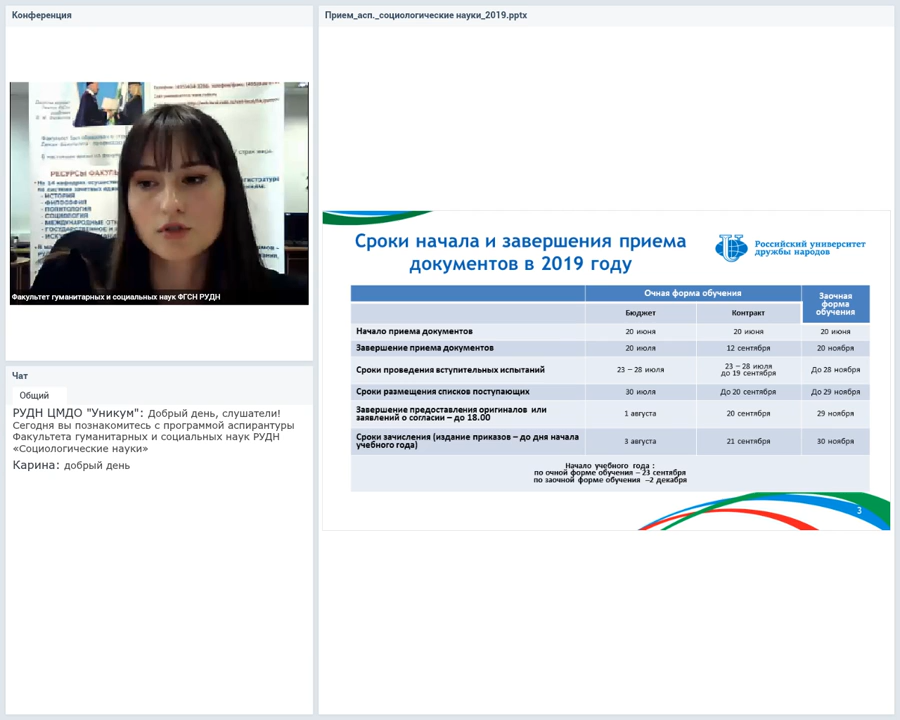 Конференция
РЕСУРСЫ ФАКУЛЬ
- ИСТОРИЯ
- ФИЛОСОФИЯ
- ПОЛИТОЛОГИЯ
- СОЦИОЛОГИЯ
Факультет гуманитарных и социальных наук ФГСН РУДН
Чат
Общий
РУДН ЦМДО "Уникум": Добрый день, слушатели!
Сегодня вы познакомитесь с программой аспирантуры
Факультета гуманитарных и социальных наук РУДН
«Социологические науки»
Карина: добрый день
Прием_асп._социологические науки_2019.pptx
Сроки начала и завершения приема
документов в 2019 году
Российский университет
дружбы народов
Очная форма обучения
Заочная
форма
обучения
Бюджет
Контракт
Начало приема документов
20 июня
20 июня
20 июня
Завершение приема документов
20 июля
12 сентября
20 ноября
Сроки проведения вступительных испытаний
23 – 28 июля
23 – 28 июля
до 19 сентября
До 28 ноября
Сроки размещения списков поступающих
30 июля
До 20 сентября
До 29 ноября
Завершение предоставления оригиналов или
заявлений о согласии – до 18.00
1 августа
20 сентября
29 ноября
Сроки зачисления (издание приказов – до дня начала
учебного года)
3 августа
21 сентября
30 ноября
Начало учебного года :
по очной форме обучения – 23 сентября
по заочной форме обучения –2 декабря
3